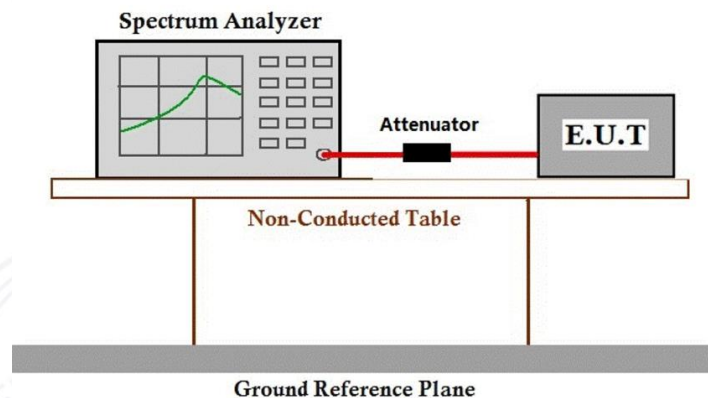 Spectrum Analyzer
Attenuator
E.U.T
Non-Conducted Table
Ground Reference Plane